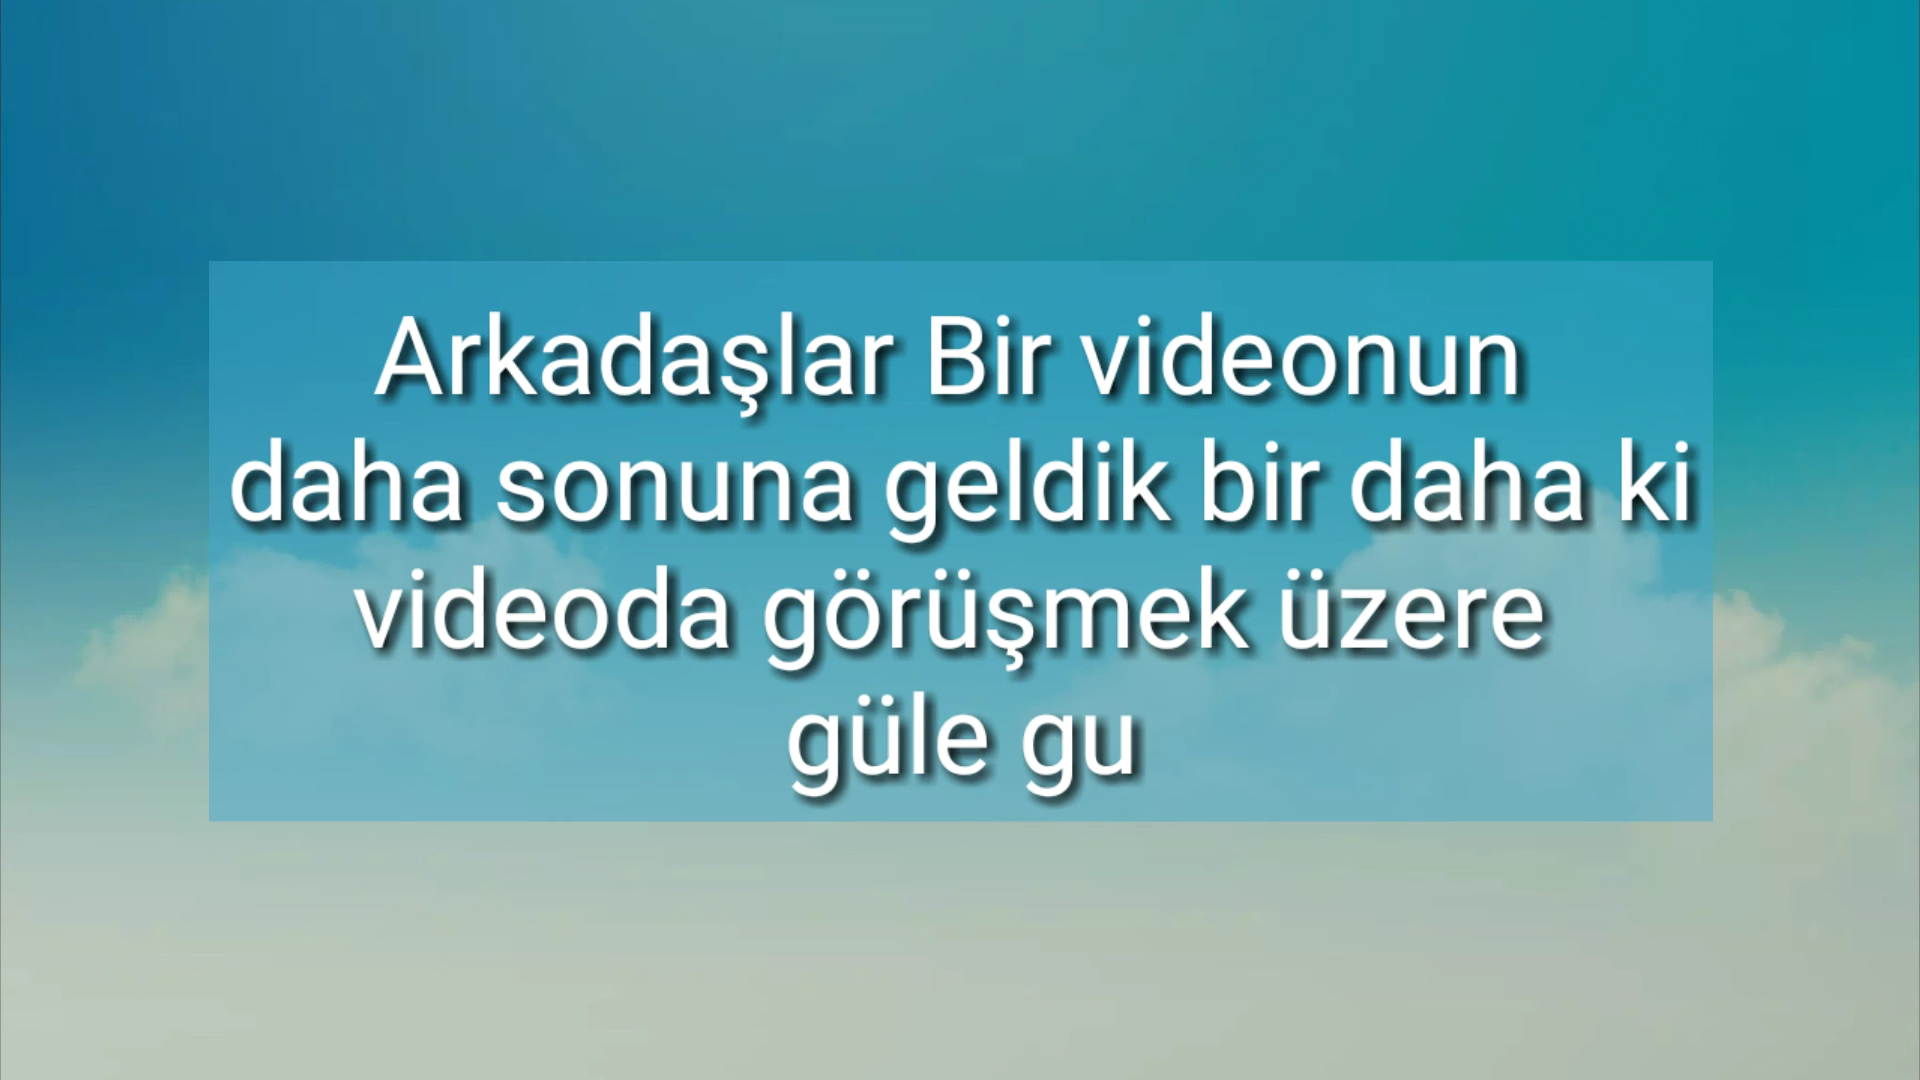 Arkadaşlar Bir videonun
daha sonuna geldik bir daha ki
videoda görüşmek üzere
güle gu